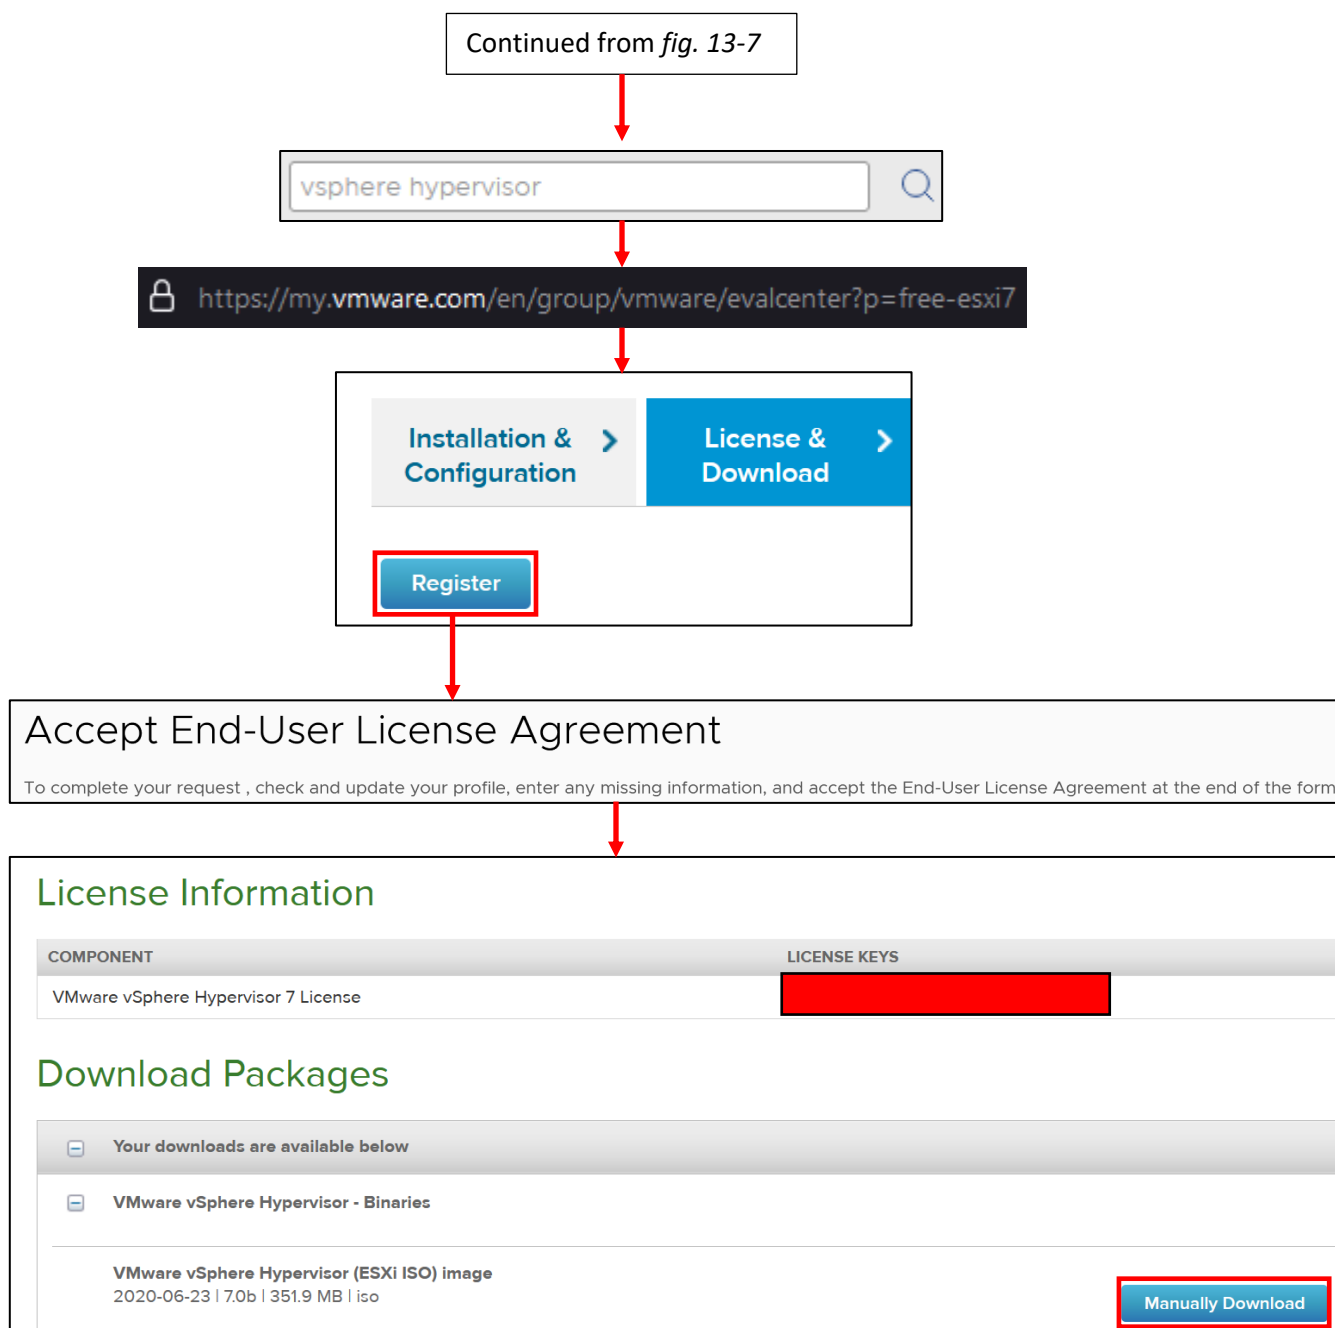 Continued from fig. 13-7
vsphere hypervisor
https://my.vmware.com/en/group/vmware/evalcenter?p=free-esxi7
Installation &
Configuration
License &
Download
Register
Accept End-User License Agreement
To complete your request , check and update your profile, enter any missing information, and accept the End-User License Agreement at the end of the form
License Information
COMPONENT LICENSE KEYS
VMware vSphere Hypervisor 7 License
Download Packages
Your downloads are available below
VMware vSphere Hypervisor - Binaries
VMware vSphere Hypervisor (ESXi ISO) image
2020-06-23 | 7.0b | 351.9 MB | iso
Manually Download